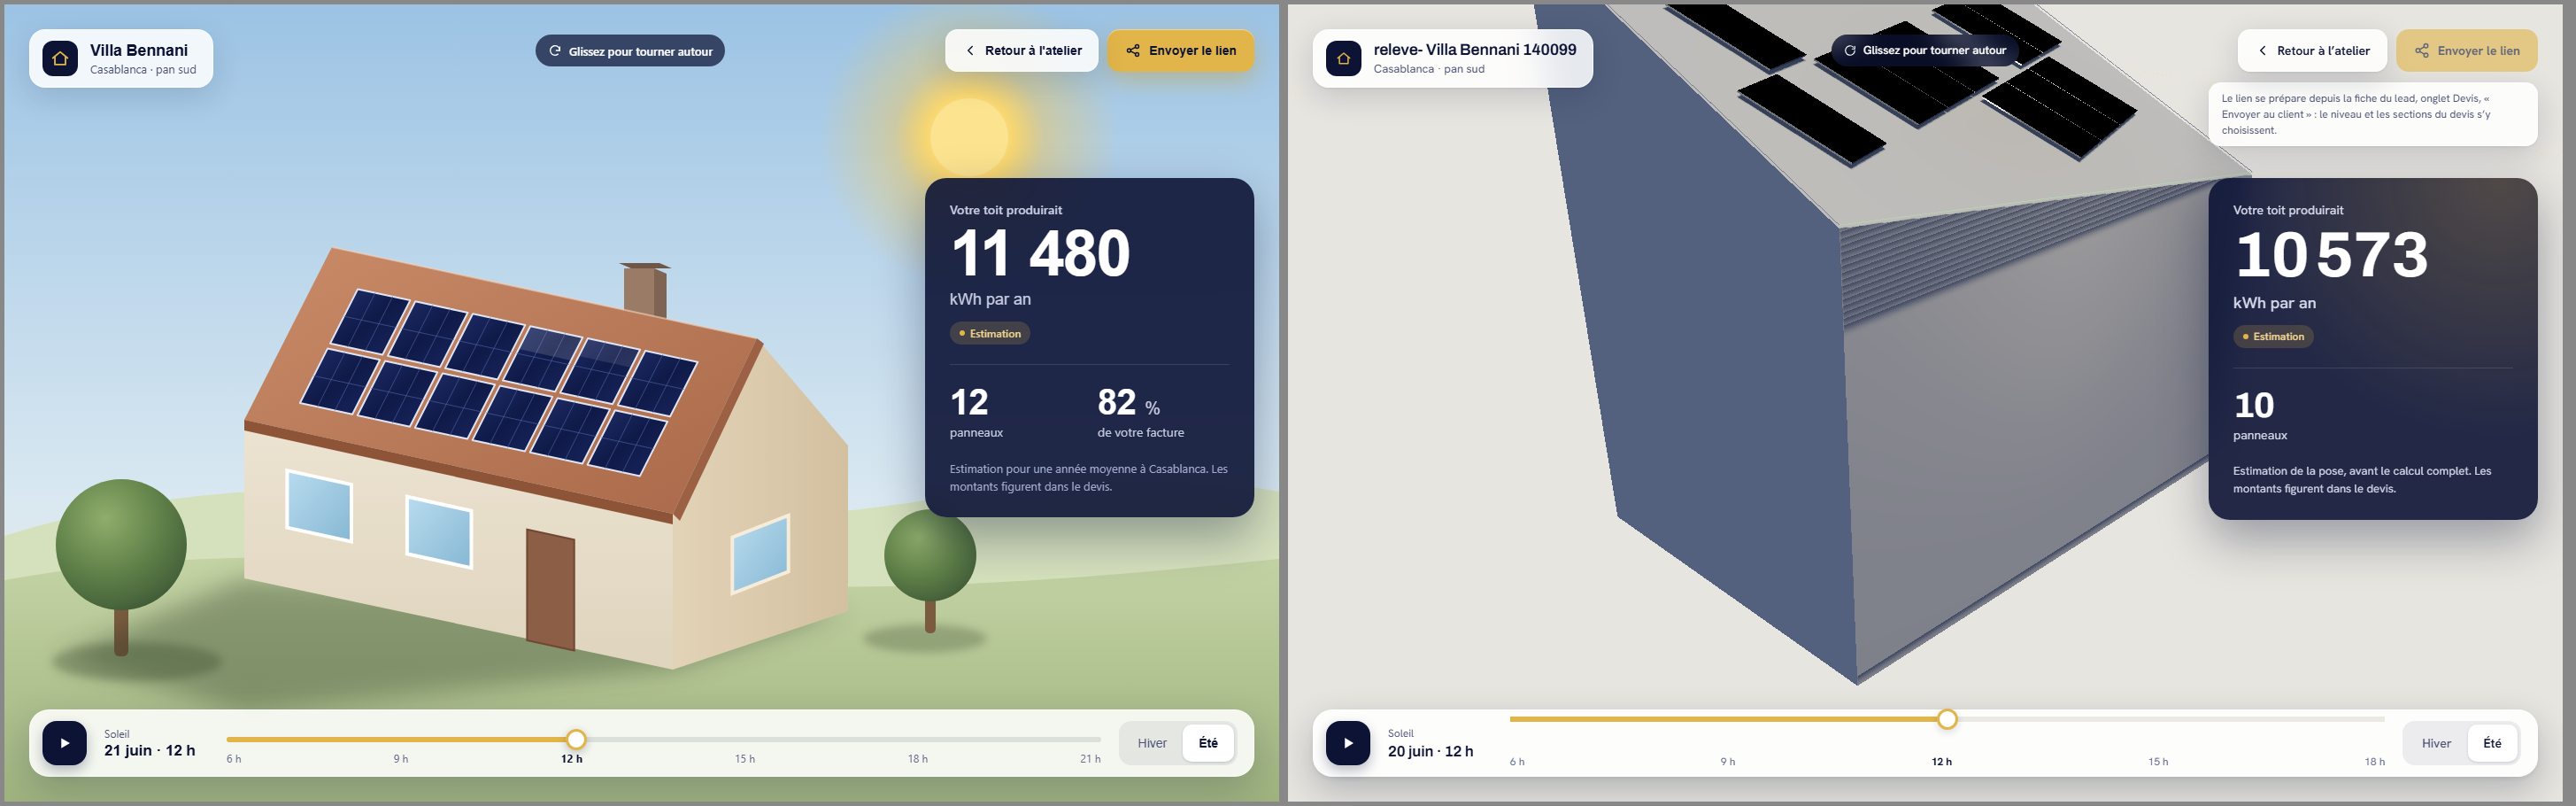 Villa Bennani
Casablanca · pan sud
Glissez pour tourner autour
Retour à l'atelier
Envoyer le lien
Votre toit produirait
11 480
kWh par an
Estimation
12
panneaux
82 %
de votre facture
Estimation pour une année moyenne à Casablanca. Les
montants figurent dans le devis.
Soleil
21 juin · 12 h
6 h
9 h
12 h
15 h
18 h
21 h
Hiver
Été
releve- Villa Bennani 140099
Casablanca · pan sud
Glissez pour tourner autour
Retour à l’atelier
Envoyer le lien
Le lien se prépare depuis la fiche du lead, onglet Devis, «
Envoyer au client » : le niveau et les sections du devis s’y
choisissent.
Votre toit produirait
10 573
kWh par an
Estimation
10
panneaux
Estimation de la pose, avant le calcul complet. Les
montants figurent dans le devis.
Soleil
20 juin · 12 h
6 h
9 h
12 h
15 h
18 h
Hiver
Été